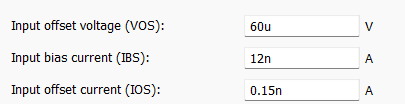 Input offset voltage (VOS): 60u V
Input bias current (IBS): 12n A
Input offset current (IOS): 0.15n A